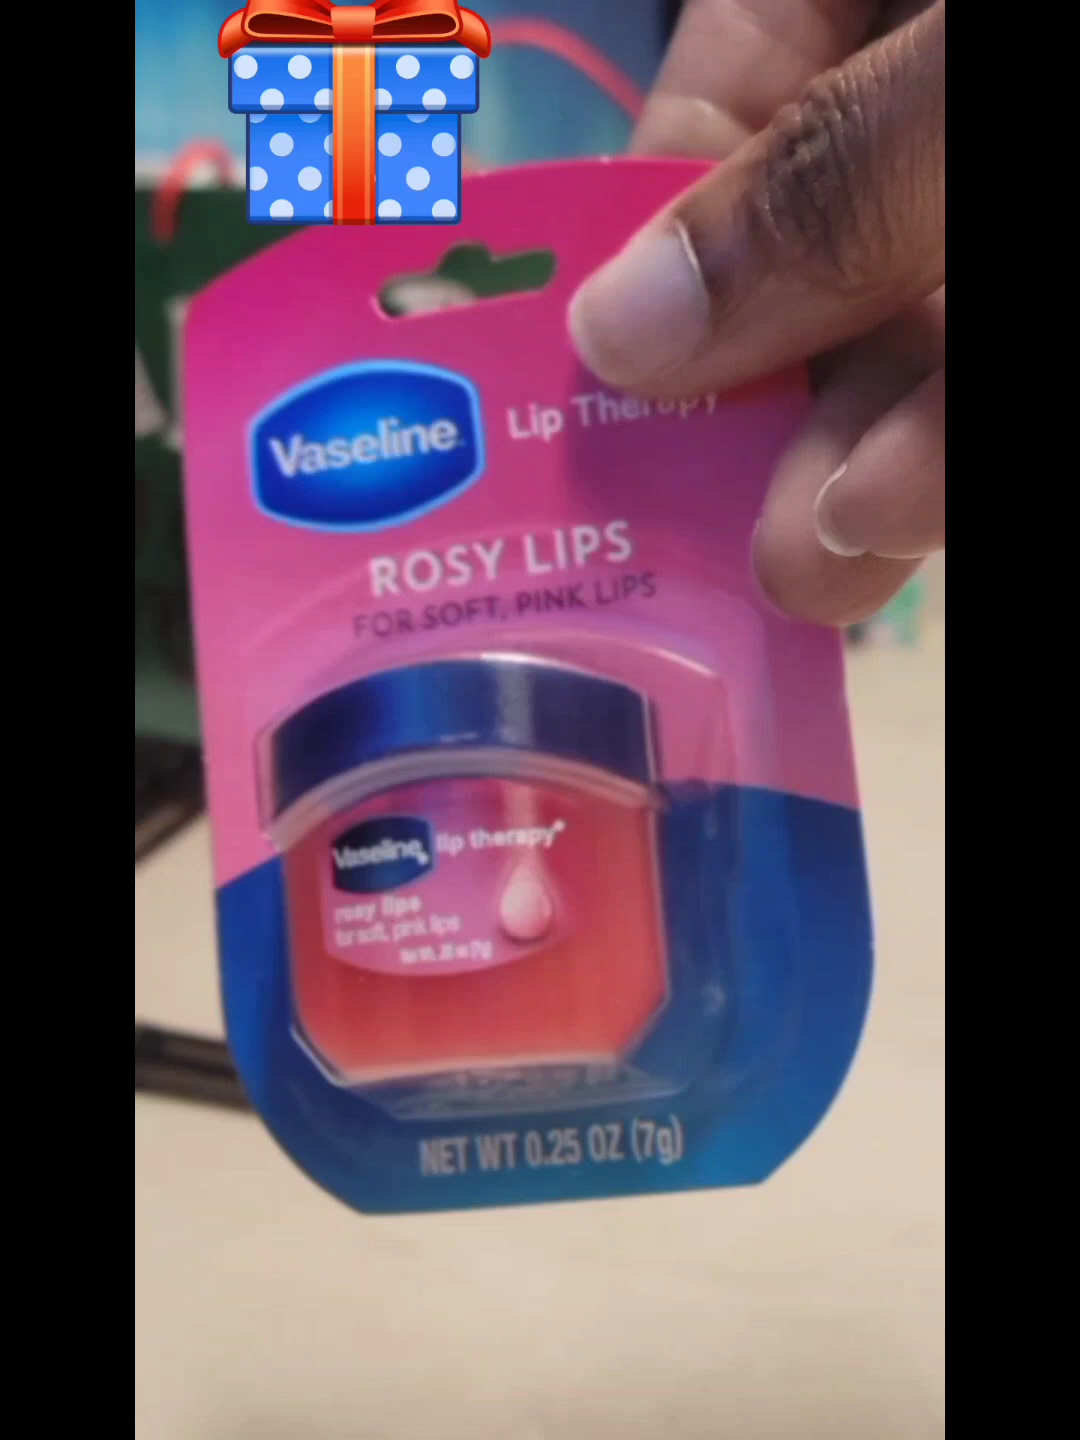 Vaseline
Lip Therapy
ROSY LIPS
FOR SOFT, PINK LIPS
Vaseline lip therapy
rosy lips
for soft, pink lips
NET WT 0.25 OZ (7g)